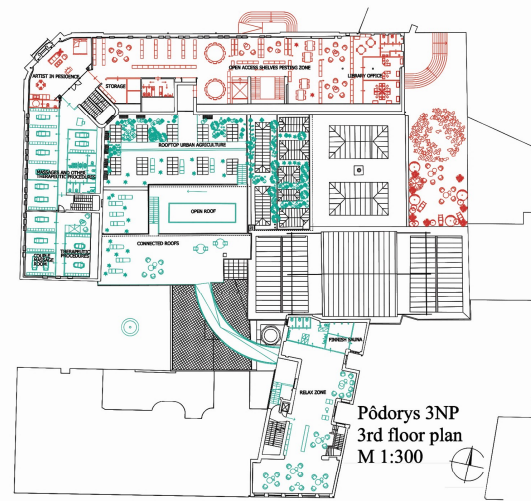 ARTIST IN RESIDENCE
STORAGE
OPEN ACCESS SHELVES RESTING ZONE
LIBRARY OFFICE
MASSAGES AND OTHER
THERAPEUTIC PROCEDURES
ROOFTOP URBAN AGRICULTURE
OPEN ROOF
CONNECTED ROOFS
COUPLE
MASSAGE
ROOM
THERAPEUTIC
PROCEDURES
FINNISH SAUNA
RELAX ZONE
Pôdorys 3NP
3rd floor plan
M 1:300